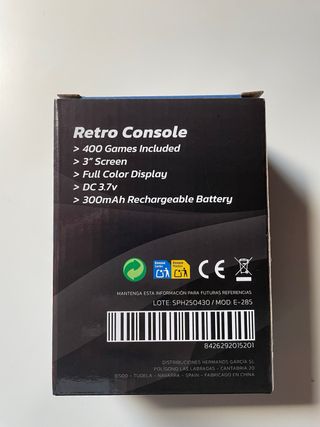 Retro Console
> 400 Games Included
> 3" Screen
> Full Color Display
> DC 3.7v
> 300mAh Rechargeable Battery
CE
MANTENGA ESTA INFORMACIÓN PARA FUTURAS REFERENCIAS
LOTE: SPH250430 / MOD: E-285
8426292015201
DISTRIBUCIONES HERMANOS GARCÍA SL
POLÍGONO LAS LABRADAS - CANTABRIA 20
31500 - TUDELA - NAVARRA - SPAIN - FABRICADO EN CHINA